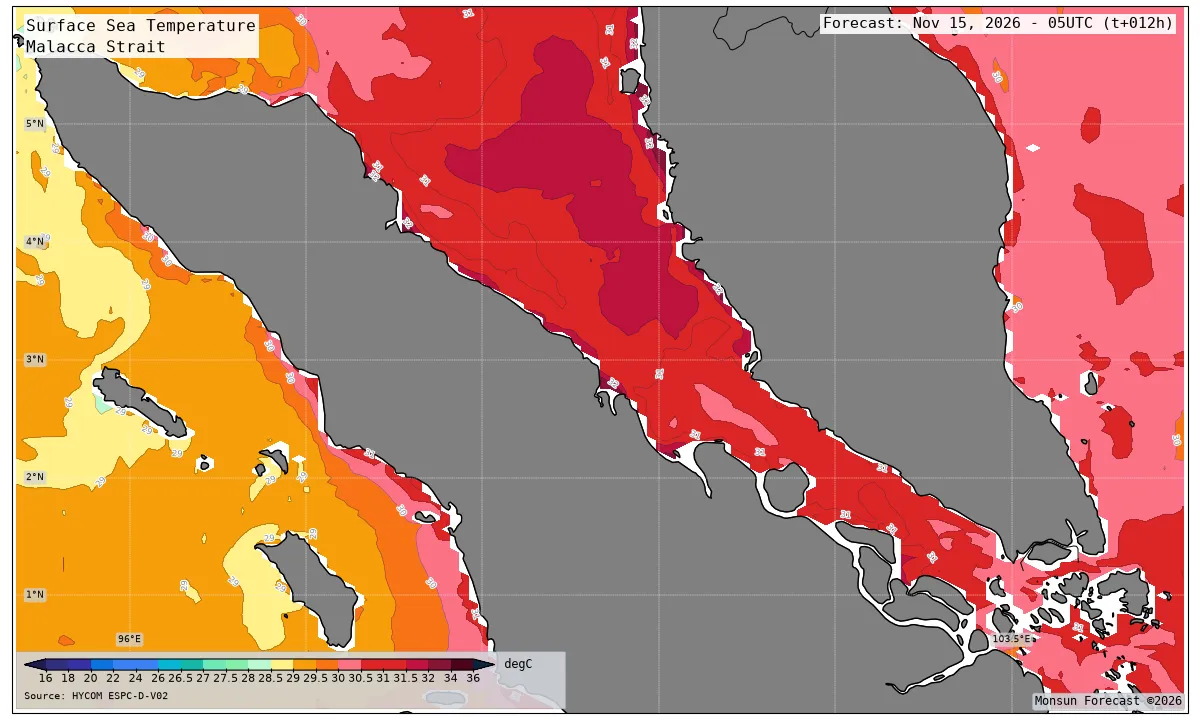 Surface Sea Temperature
Malacca Strait
Forecast: Nov 15, 2026 - 05UTC (t+012h)
5°N
4°N
3°N
2°N
1°N
96°E
103.5°E
degC
16 18 20 22 24 26 26.5 27 27.5 28 28.5 29 29.5 30 30.5 31 31.5 32 34 36
Source: HYCOM ESPC-D-V02
Monsun Forecast ©2026